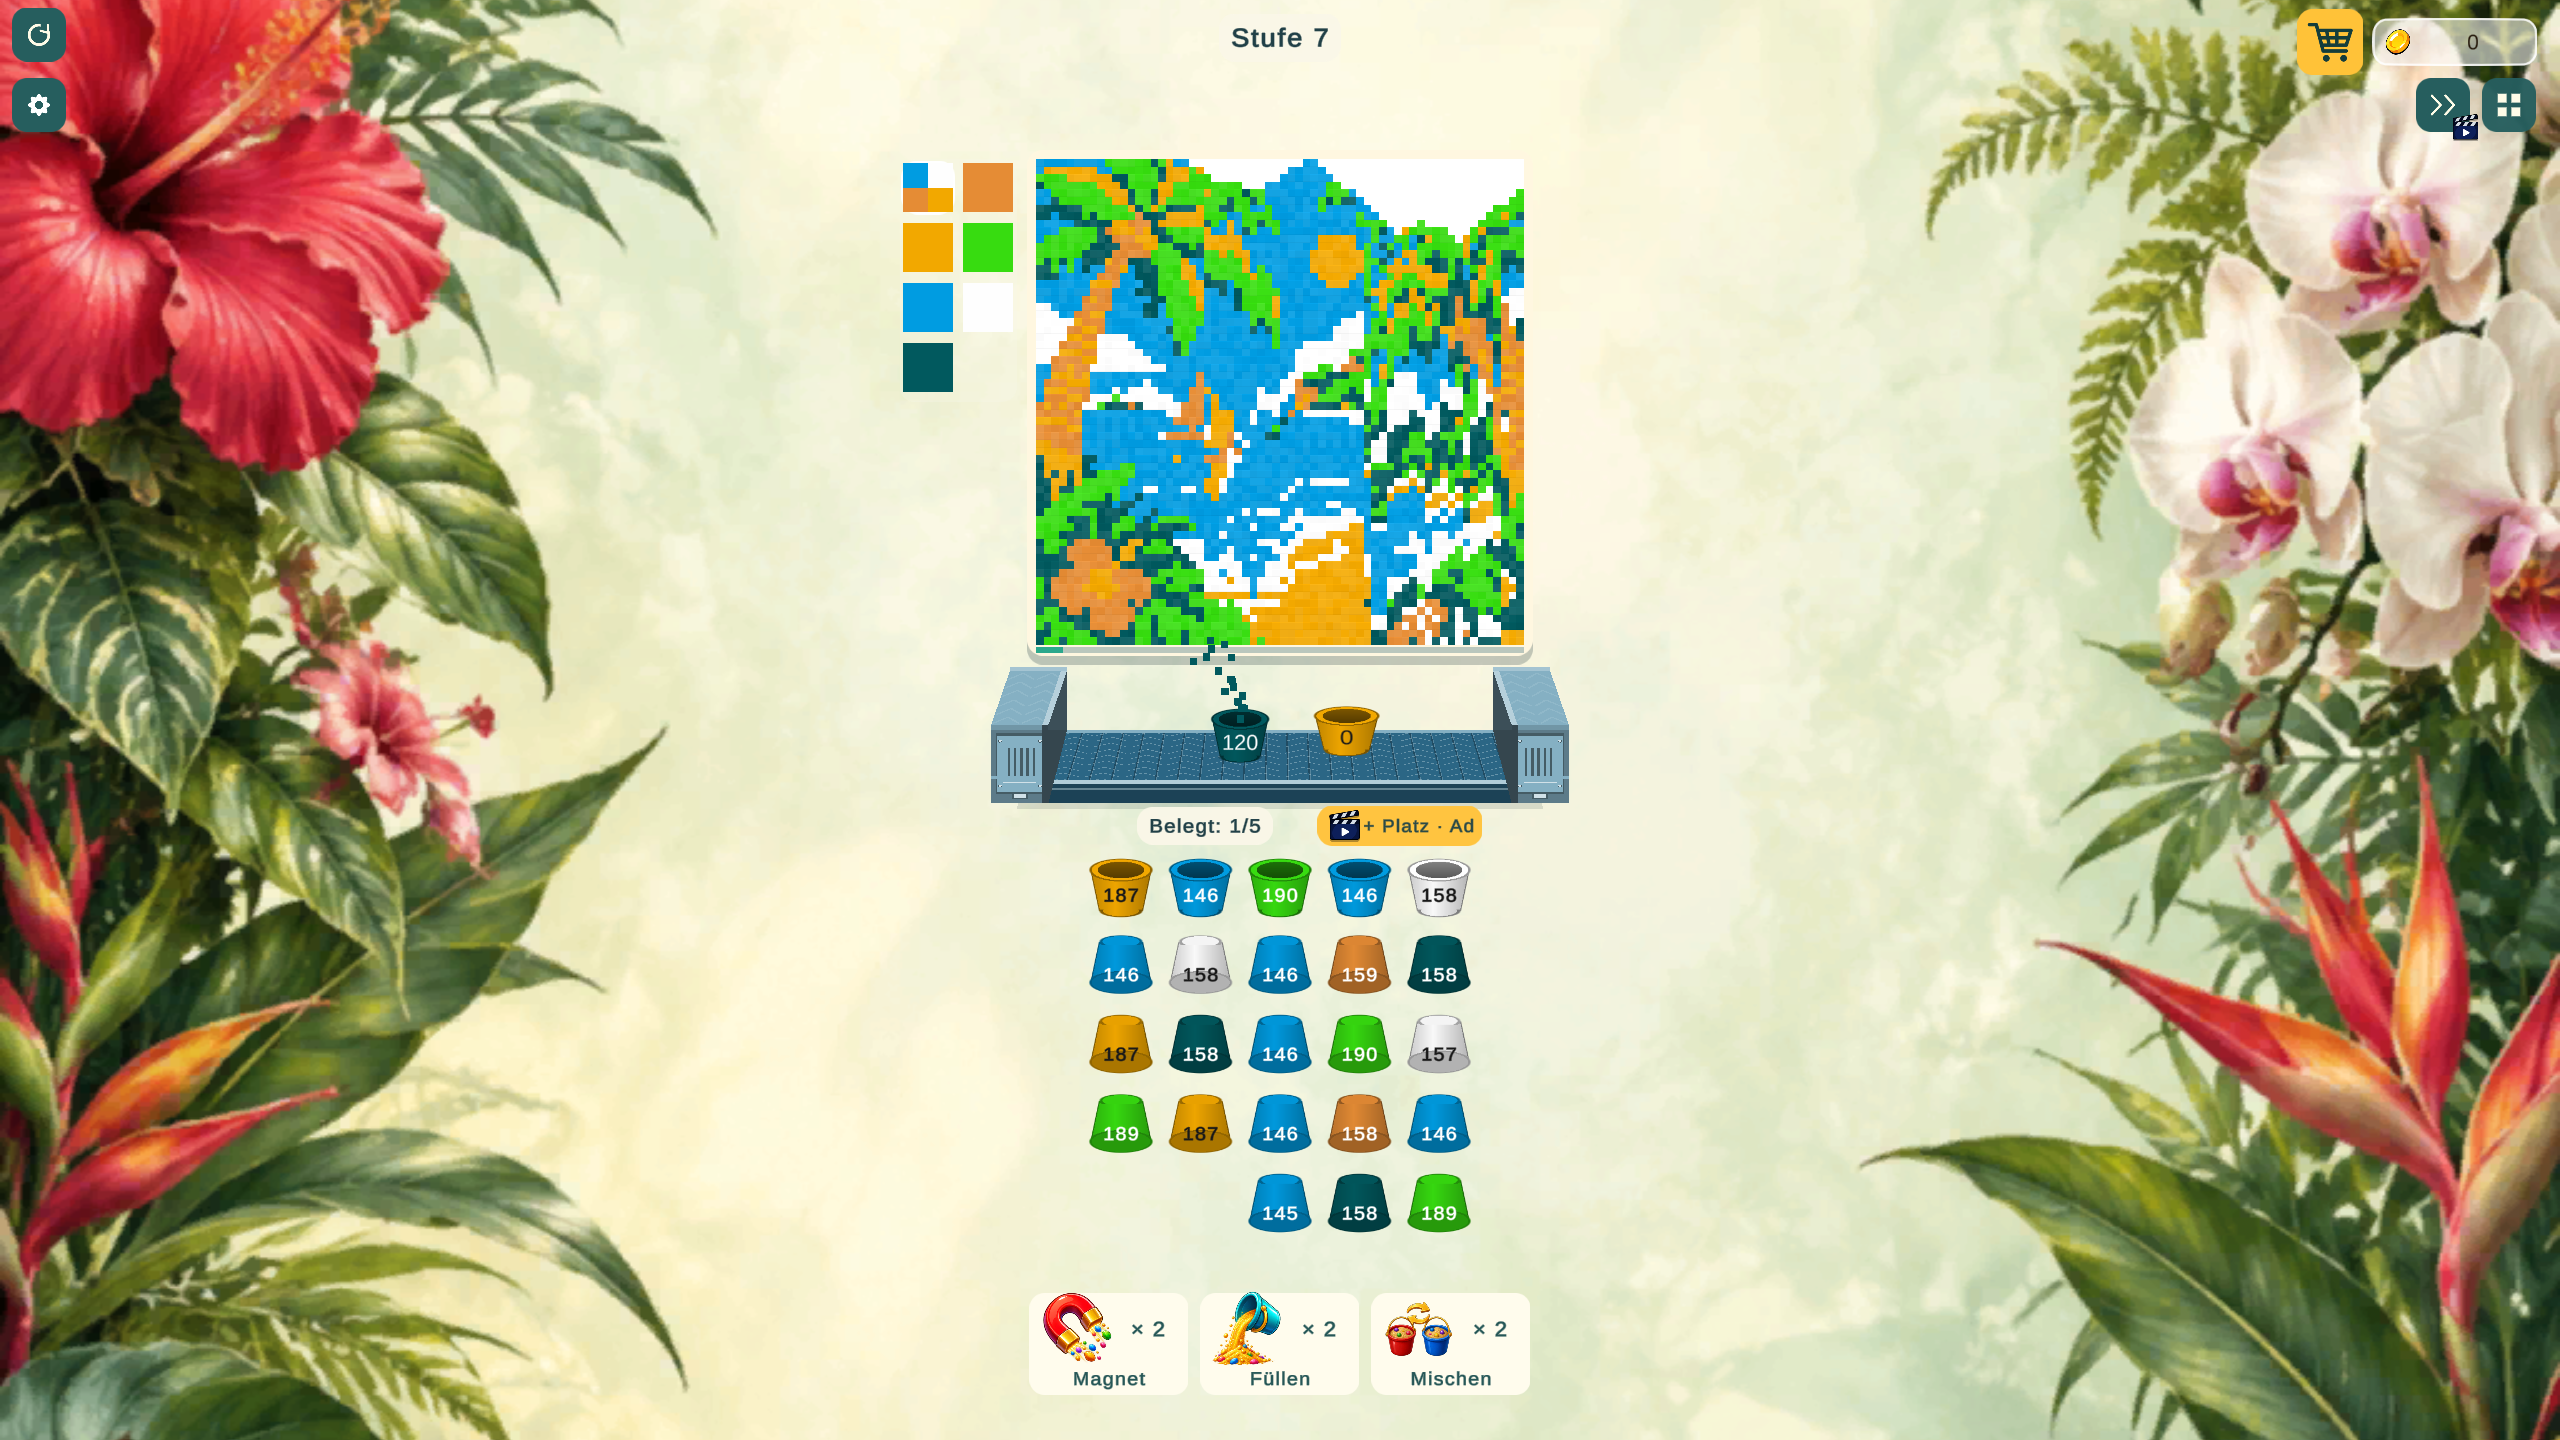 Stufe 7
0
120
0
Belegt: 1/5
+ Platz · Ad
187 146 190 146 158
146 158 146 159 158
187 158 146 190 157
189 187 146 158 146
145 158 189
× 2
× 2
× 2
Magnet
Füllen
Mischen